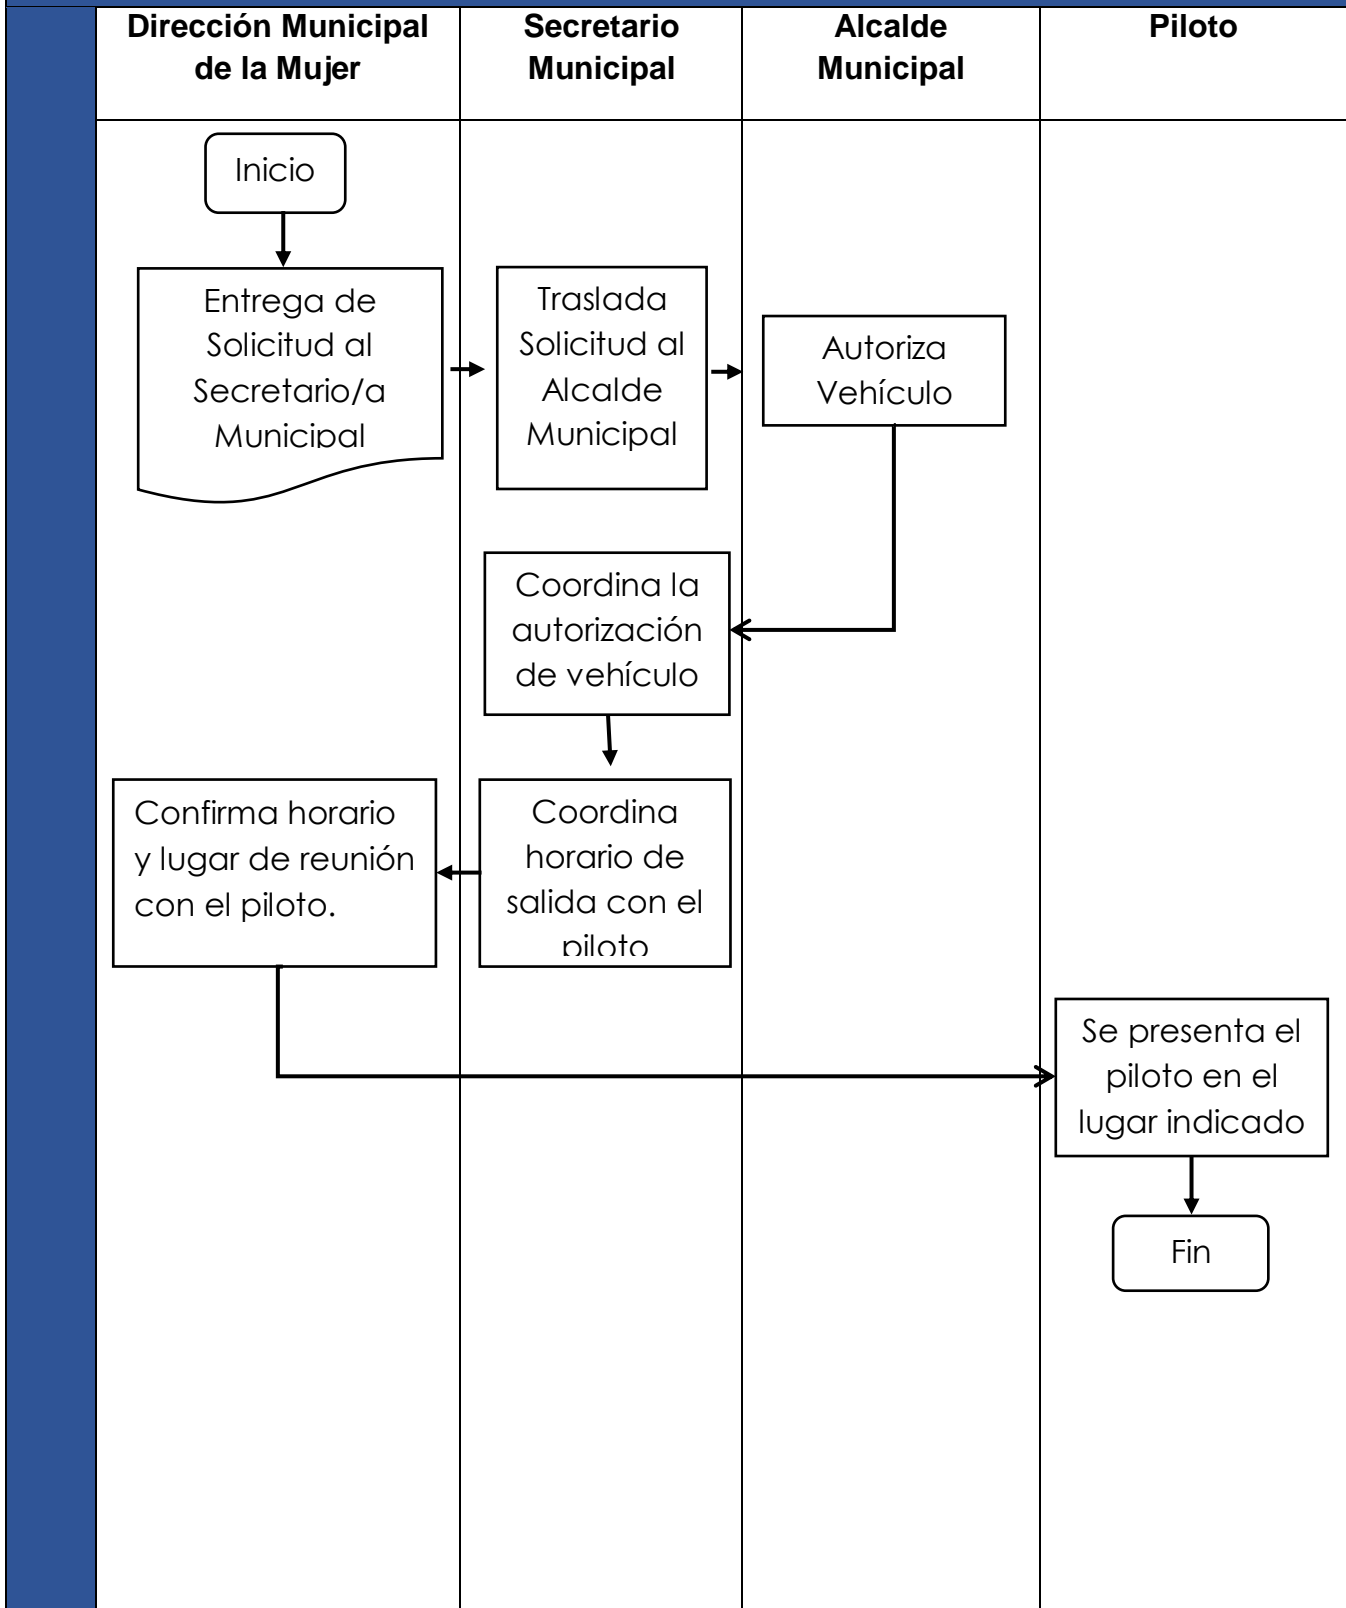 Dirección Municipal
de la Mujer
Secretario
Municipal
Alcalde
Municipal
Piloto
Inicio
Entrega de
Solicitud al
Secretario/a
Municipal
Traslada
Solicitud al
Alcalde
Municipal
Autoriza
Vehículo
Coordina la
autorización
de vehículo
Coordina
horario de
salida con el
piloto
Confirma horario
y lugar de reunión
con el piloto.
Se presenta el
piloto en el
lugar indicado
Fin